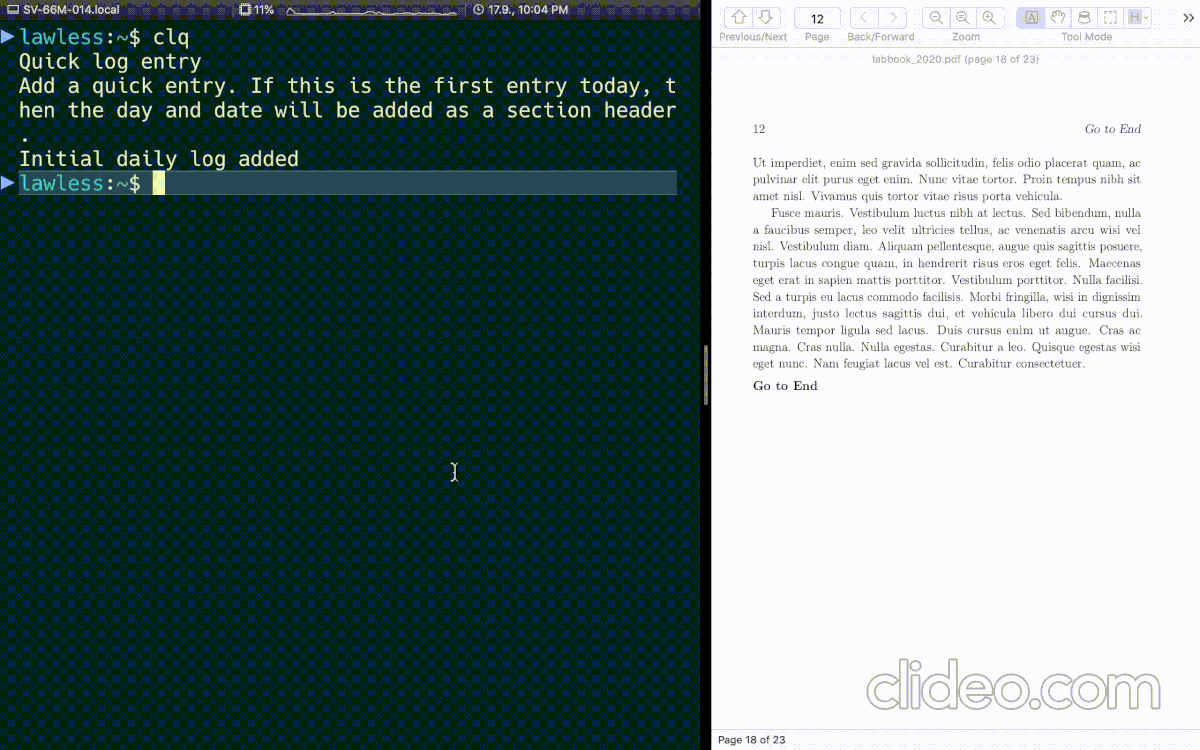 SV-66M-014.local 11% 17.9., 10:04 PM
lawless:~$ clq
Quick log entry
Add a quick entry. If this is the first entry today, t
hen the day and date will be added as a section header
.
Initial daily log added
lawless:~$
12
Previous/Next Page Back/Forward Zoom Tool Mode
labbook_2020.pdf (page 18 of 23)
12 Go to End
Ut imperdiet, enim sed gravida sollicitudin, felis odio placerat quam, ac
pulvinar elit purus eget enim. Nunc vitae tortor. Proin tempus nibh sit
amet nisl. Vivamus quis tortor vitae risus porta vehicula.
Fusce mauris. Vestibulum luctus nibh at lectus. Sed bibendum, nulla
a faucibus semper, leo velit ultricies tellus, ac venenatis arcu wisi vel
nisl. Vestibulum diam. Aliquam pellentesque, augue quis sagittis posuere,
turpis lacus congue quam, in hendrerit risus eros eget felis. Maecenas
eget erat in sapien mattis porttitor. Vestibulum porttitor. Nulla facilisi.
Sed a turpis eu lacus commodo facilisis. Morbi fringilla, wisi in dignissim
interdum, justo lectus sagittis dui, et vehicula libero dui cursus dui.
Mauris tempor ligula sed lacus. Duis cursus enim ut augue. Cras ac
magna. Cras nulla. Nulla egestas. Curabitur a leo. Quisque egestas wisi
eget nunc. Nam feugiat lacus vel est. Curabitur consectetuer.
Go to End
clideo.com
Page 18 of 23